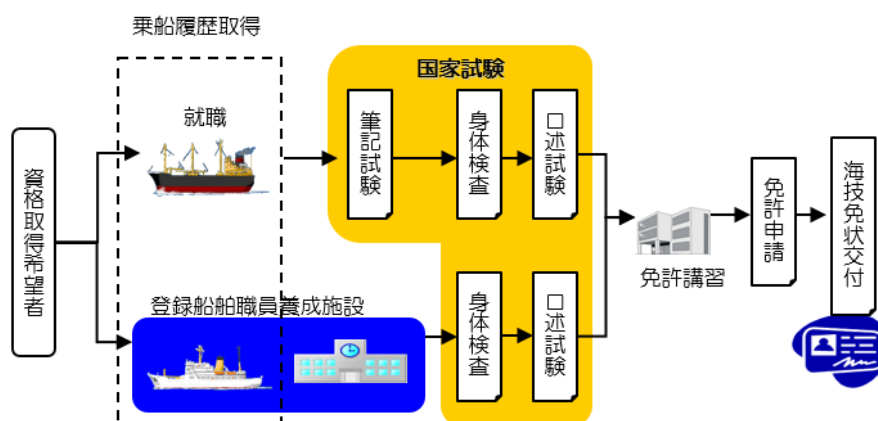 乗船履歴取得
国家試験
就職
筆記試験
身体検査
口述試験
資格取得希望者
免許講習
免許申請
海技免状交付
登録船舶職員養成施設
身体検査
口述試験